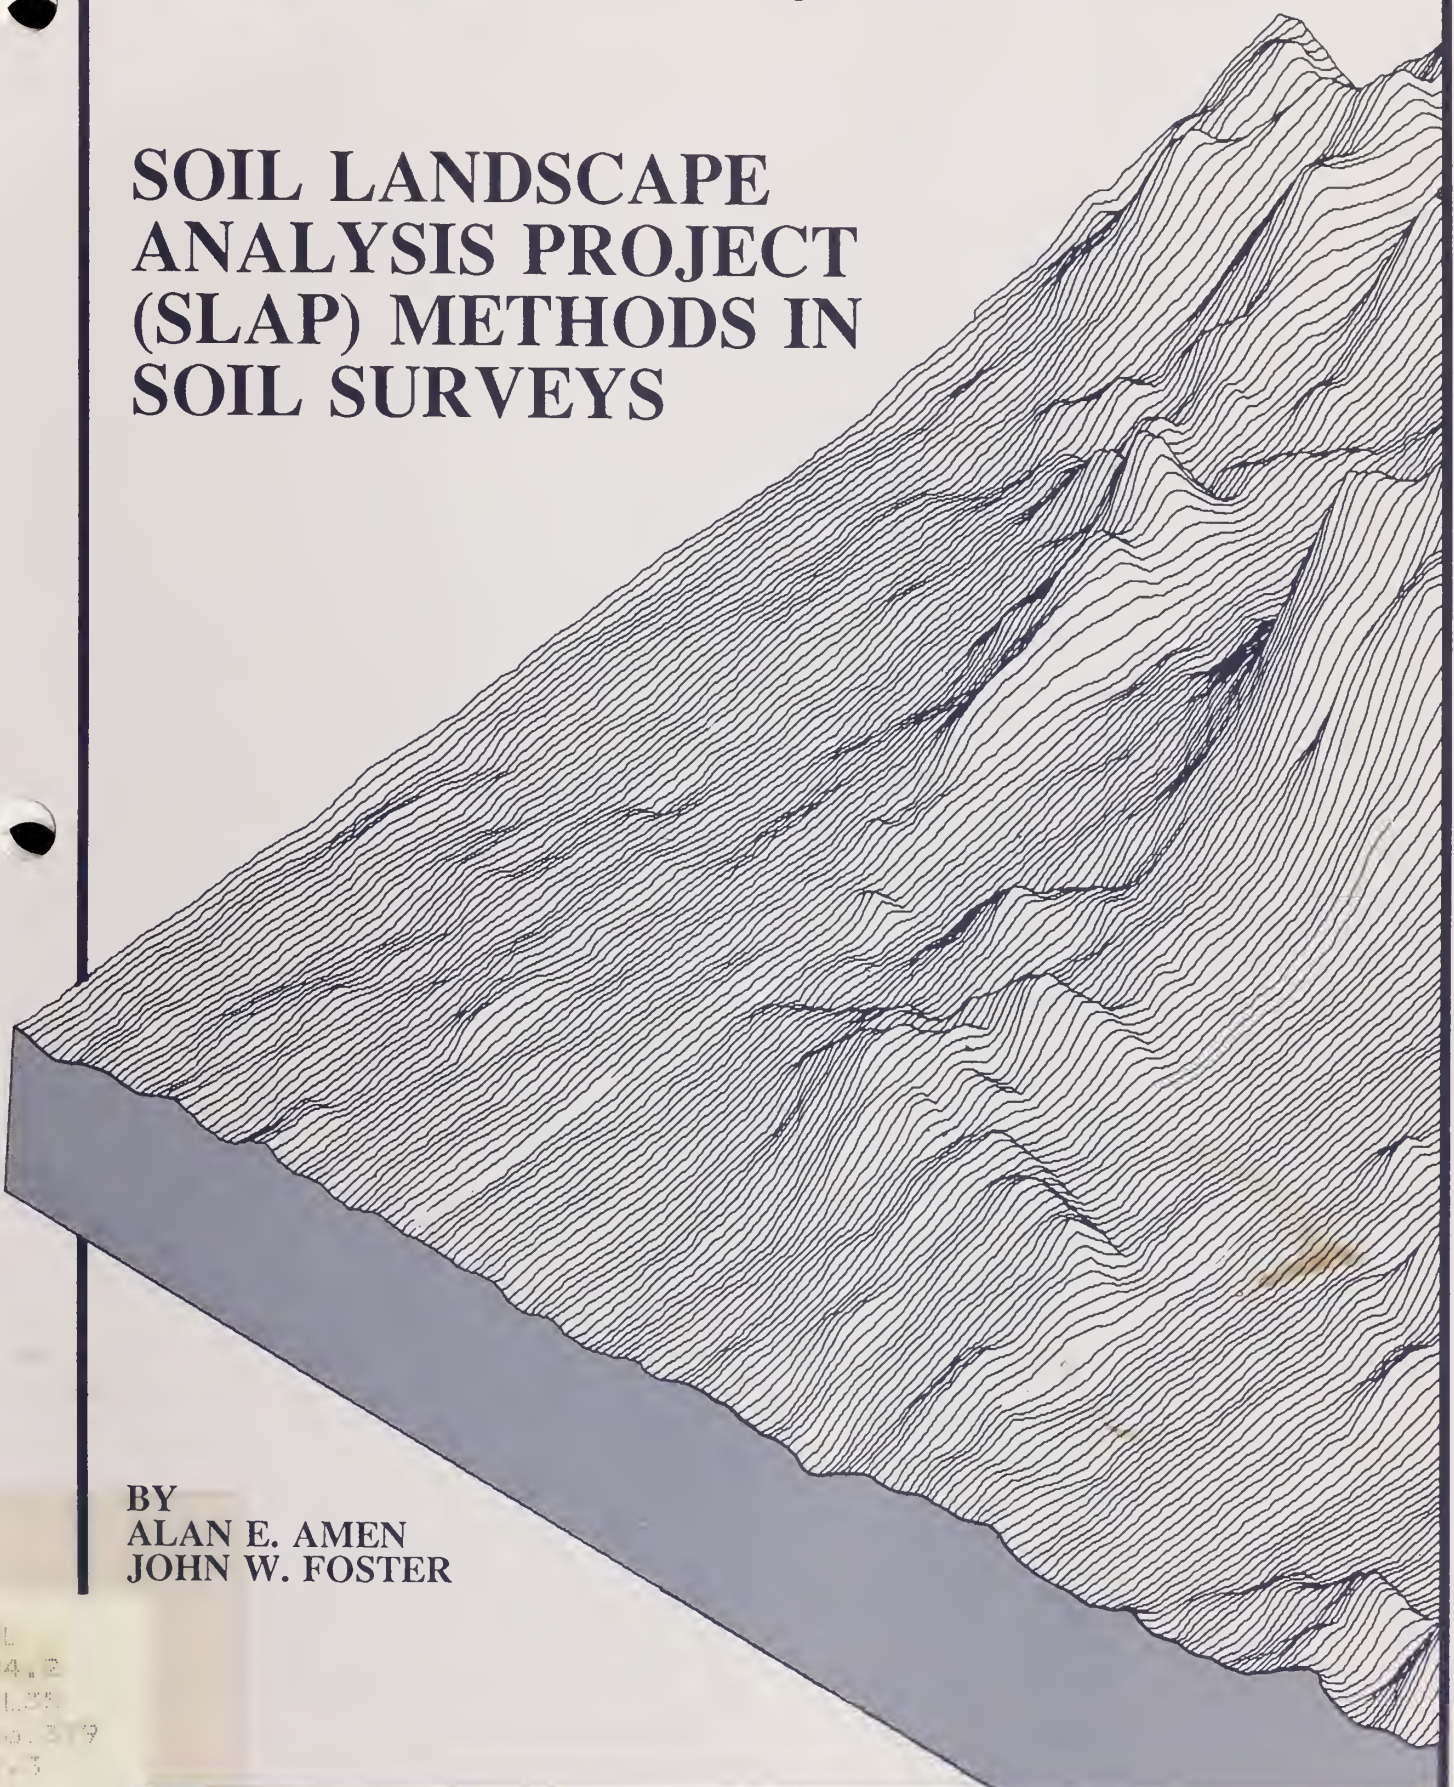 SOIL LANDSCAPE
ANALYSIS PROJECT
(SLAP) METHODS IN
SOIL SURVEYS
BY
ALAN E. AMEN
JOHN W. FOSTER